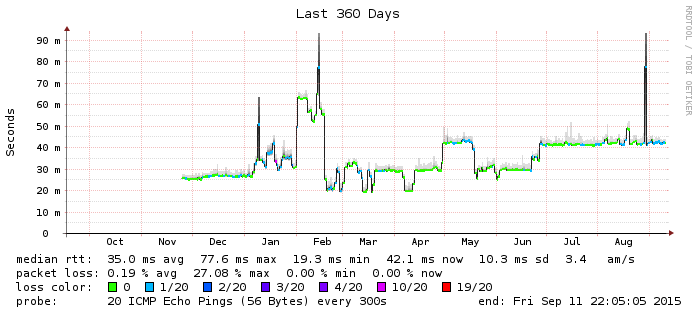 Last 360 Days
RRDTOOL / TOBI OETIKER
Seconds
90 m
80 m
70 m
60 m
50 m
40 m
30 m
20 m
10 m
0
Oct Nov Dec Jan Feb Mar Apr May Jun Jul Aug
median rtt: 35.0 ms avg 77.6 ms max 19.3 ms min 42.1 ms now 10.3 ms sd 3.4 am/s
packet loss: 0.19 % avg 27.08 % max 0.00 % min 0.00 % now
loss color: 0 1/20 2/20 3/20 4/20 10/20 19/20
probe: 20 ICMP Echo Pings (56 Bytes) every 300s end: Fri Sep 11 22:05:05 2015